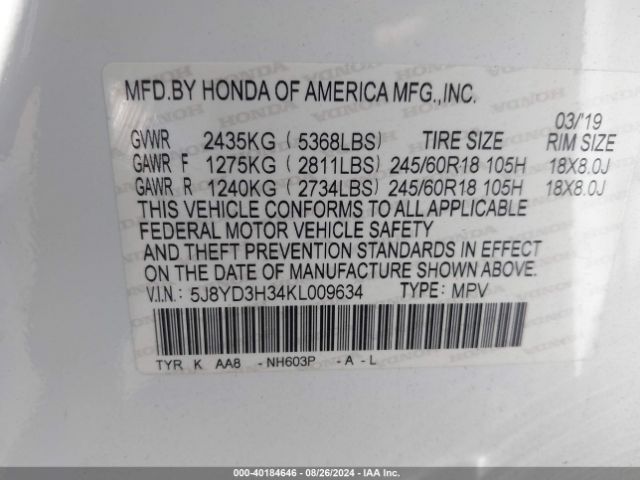 MFD.BY HONDA OF AMERICA MFG.,INC.
03/'19
GVWR 2435KG ( 5368LBS) TIRE SIZE RIM SIZE
GAWR F 1275KG ( 2811LBS) 245/60R18 105H 18X8.0J
GAWR R 1240KG ( 2734LBS) 245/60R18 105H 18X8.0J
THIS VEHICLE CONFORMS TO ALL APPLICABLE
FEDERAL MOTOR VEHICLE SAFETY
AND THEFT PREVENTION STANDARDS IN EFFECT
ON THE DATE OF MANUFACTURE SHOWN ABOVE.
V.I.N.: 5J8YD3H34KL009634 TYPE: MPV
TYR K AA8 -NH603P -A -L
000-40184646 - 08/26/2024 - IAA Holdings, LLC.